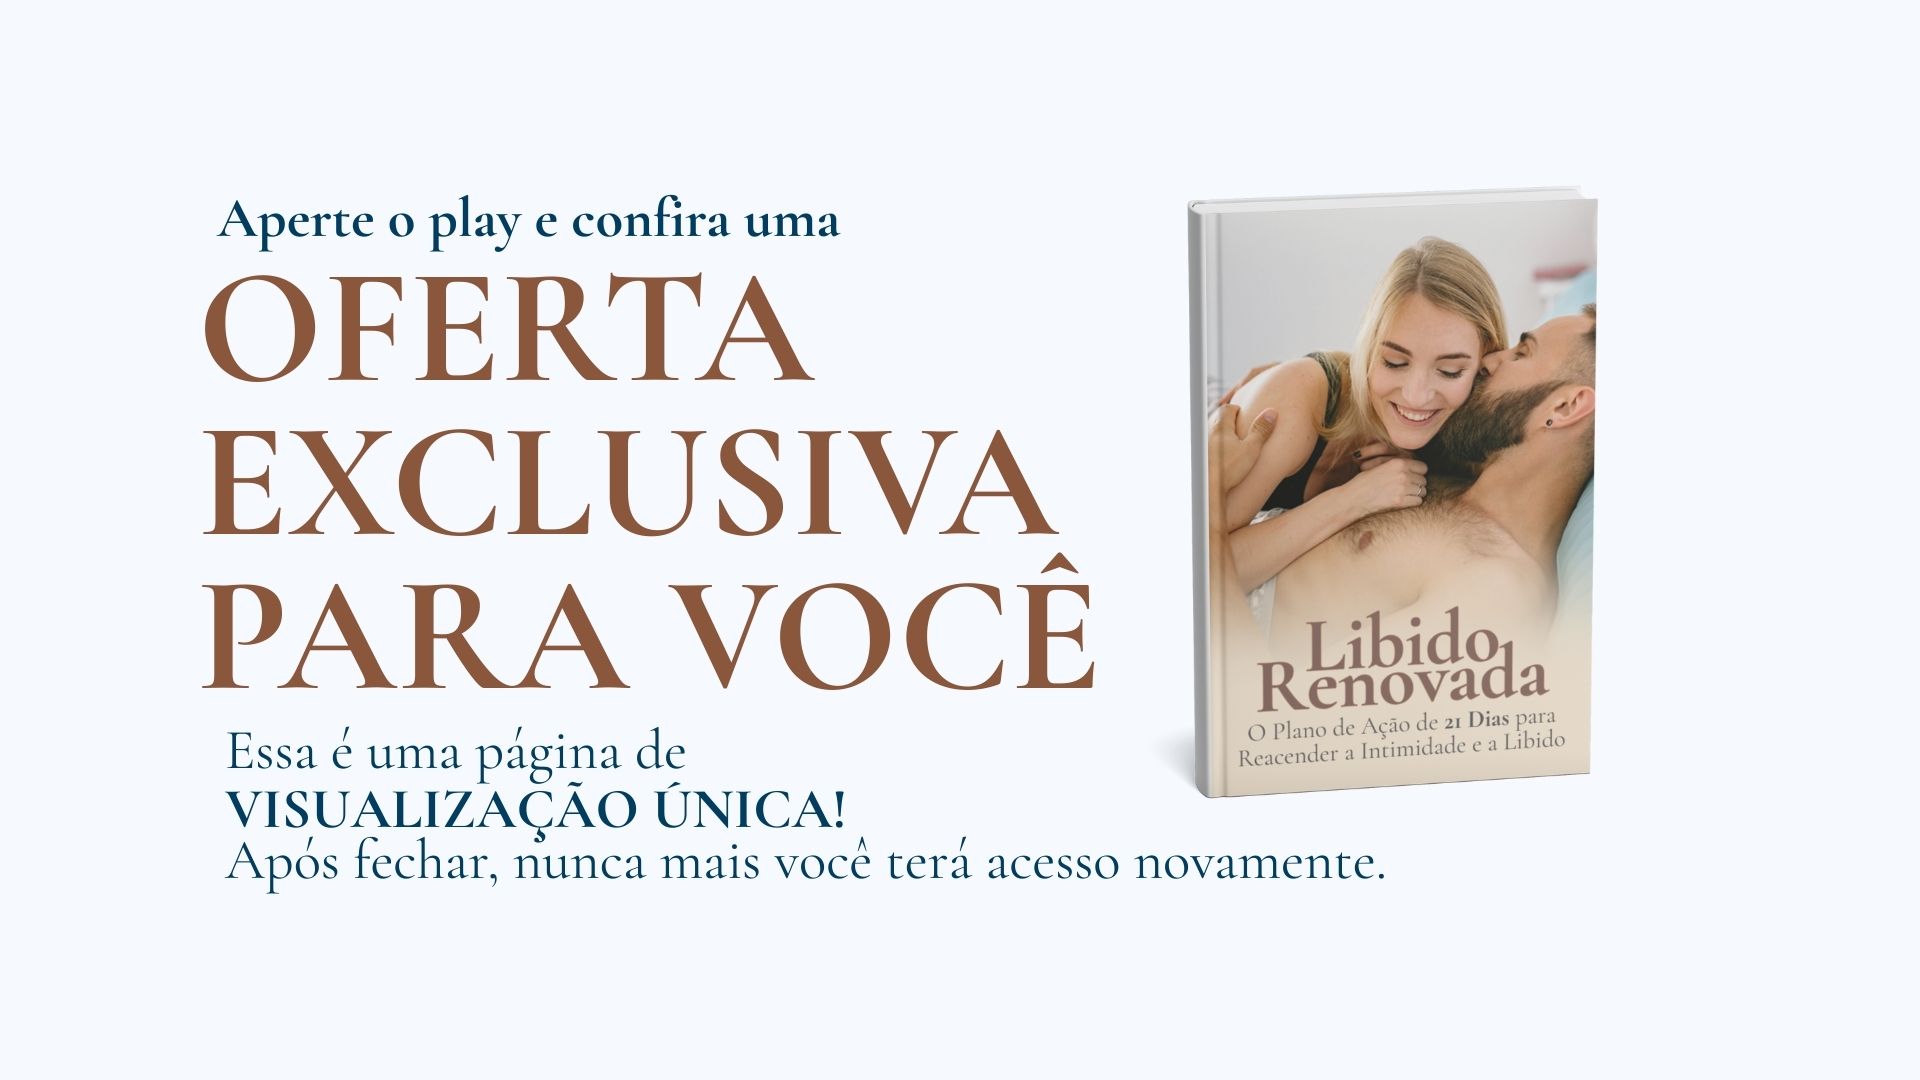 Aperte o play e confira uma
OFERTA
EXCLUSIVA
PARA VOCÊ
Essa é uma página de
VISUALIZAÇÃO ÚNICA!
Após fechar, nunca mais você terá acesso novamente.
Libido
Renovada
O Plano de Ação de 21 Dias para
Reacender a Intimidade e a Libido